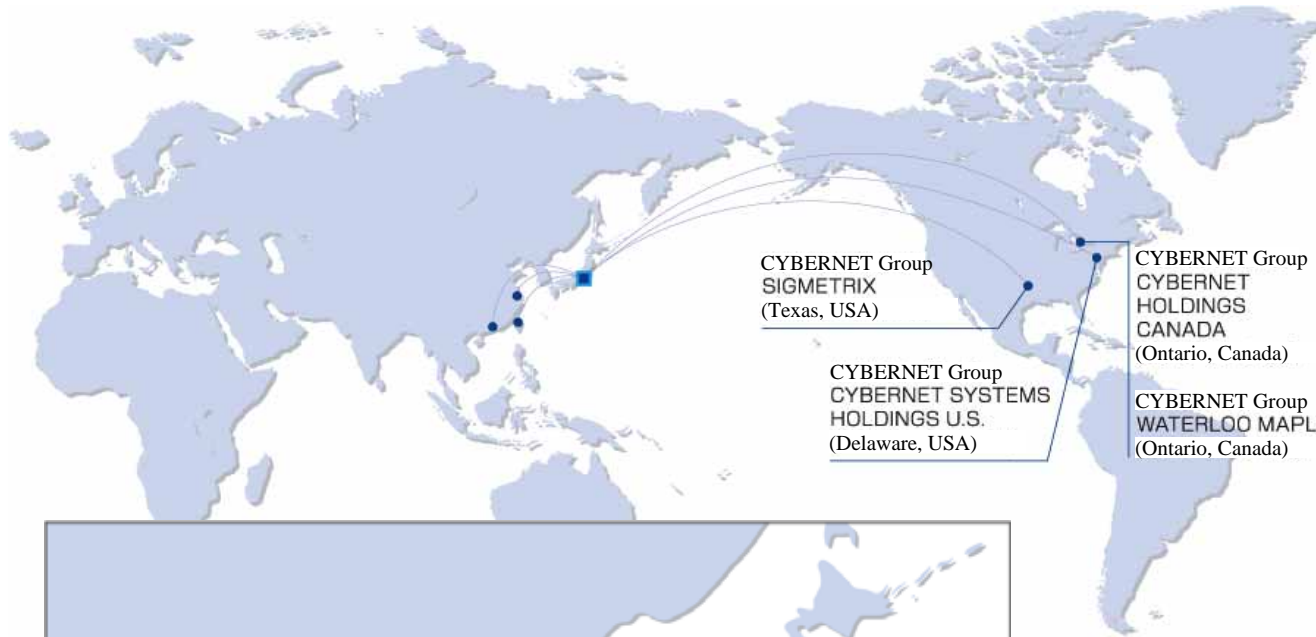 CYBERNET Group
SIGMETRIX
(Texas, USA)
CYBERNET Group
CYBERNET SYSTEMS
HOLDINGS U.S.
(Delaware, USA)
CYBERNET Group
CYBERNET
HOLDINGS
CANADA
(Ontario, Canada)
CYBERNET Group
WATERLOO MAPL
(Ontario, Canada)